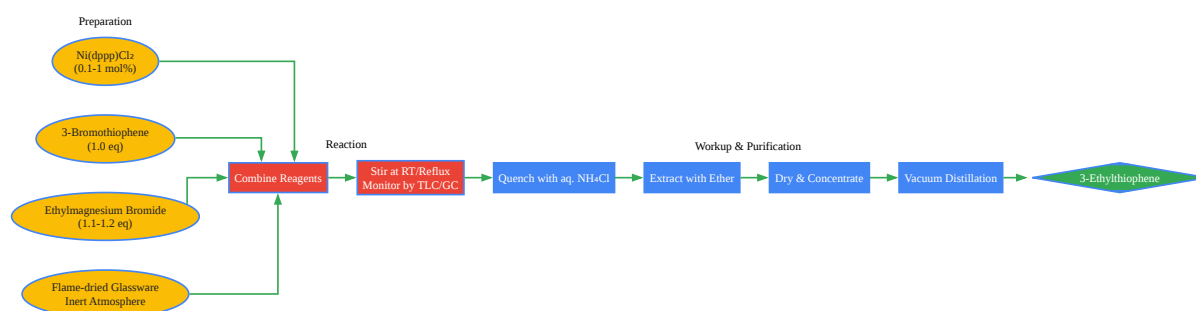 Preparation
Ni(dppp)Cl₂
(0.1-1 mol%)
3-Bromothiophene
(1.0 eq)
Ethylmagnesium Bromide
(1.1-1.2 eq)
Flame-dried Glassware
Inert Atmosphere
Reaction
Combine Reagents
Stir at RT/Reflux
Monitor by TLC/GC
Workup & Purification
Quench with aq. NH₄Cl
Extract with Ether
Dry & Concentrate
Vacuum Distillation
3-Ethylthiophene